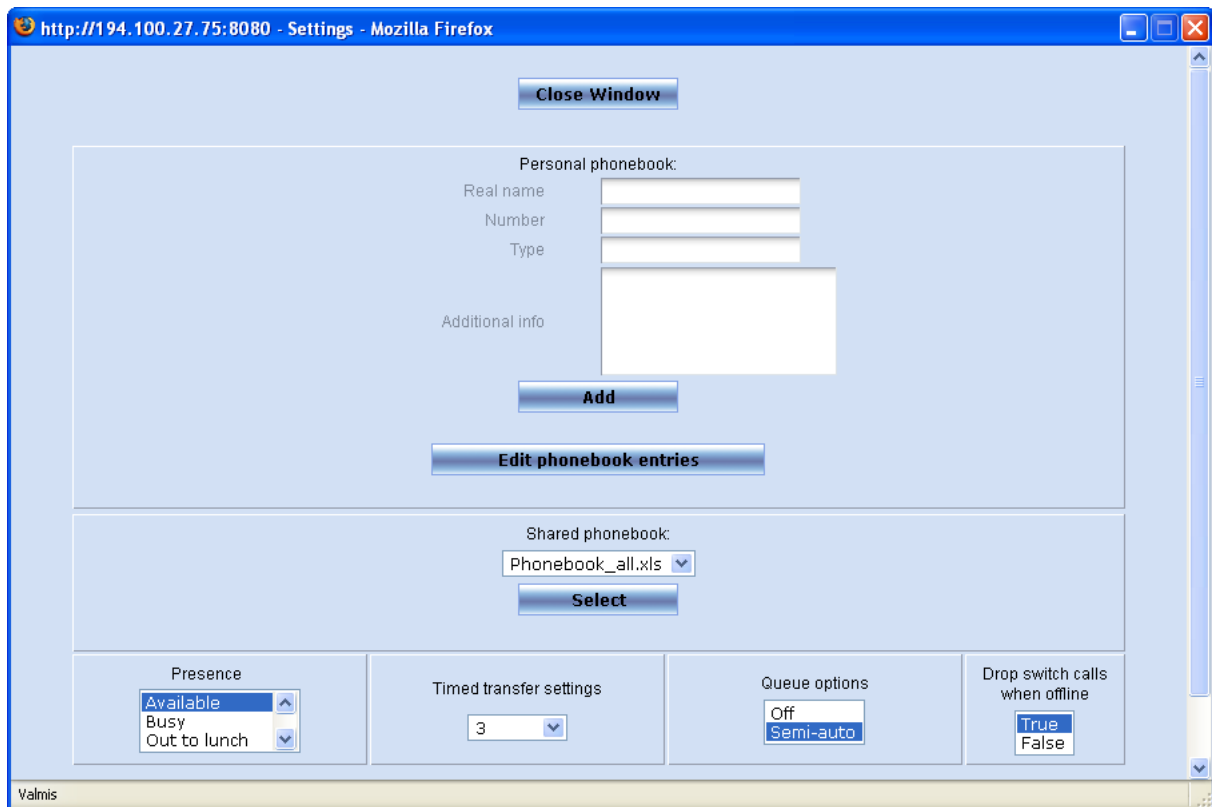 http://194.100.27.75:8080 - Settings - Mozilla Firefox
Close Window
Personal phonebook:
Real name
Number
Type
Additional info
Add
Edit phonebook entries
Shared phonebook:
Phonebook_all.xls
Select
Presence
Available
Busy
Out to lunch
Timed transfer settings
3
Queue options
Off
Semi-auto
Drop switch calls
when offline
True
False
Valmis